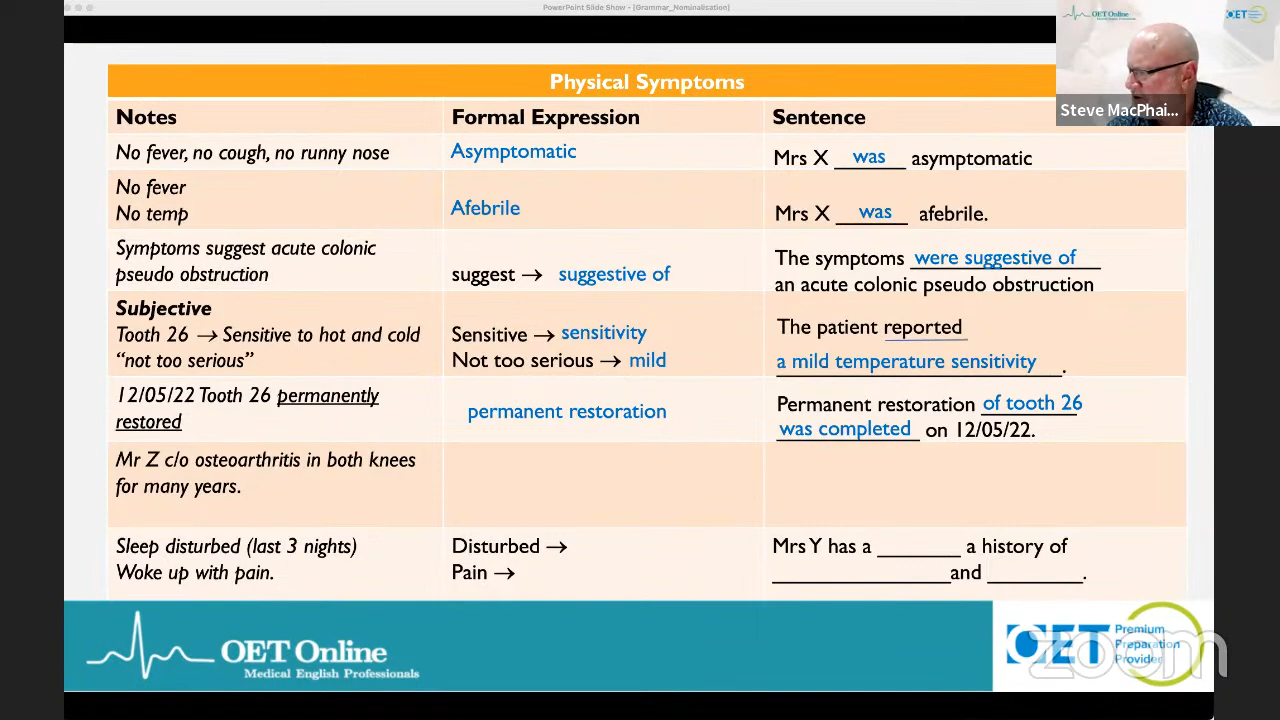 PowerPoint Slide Show - [Grammar_Nominalisation]
OET Online
OET
Steve MacPhai...
Physical Symptoms
Notes
Formal Expression
Sentence
No fever, no cough, no runny nose
Asymptomatic
Mrs X was asymptomatic
No fever
No temp
Afebrile
Mrs X was afebrile.
Symptoms suggest acute colonic
pseudo obstruction
suggest → suggestive of
The symptoms were suggestive of
an acute colonic pseudo obstruction
Subjective
Tooth 26 → Sensitive to hot and cold
“not too serious”
Sensitive → sensitivity
Not too serious → mild
The patient reported
a mild temperature sensitivity.
12/05/22 Tooth 26 permanently
restored
permanent restoration
Permanent restoration of tooth 26
was completed on 12/05/22.
Mr Z c/o osteoarthritis in both knees
for many years.
Sleep disturbed (last 3 nights)
Woke up with pain.
Disturbed →
Pain →
Mrs Y has a ________ a history of
_________________and _________.
OET Online
Medical English Professionals
OET
Premium
Preparation
Provider
zoom